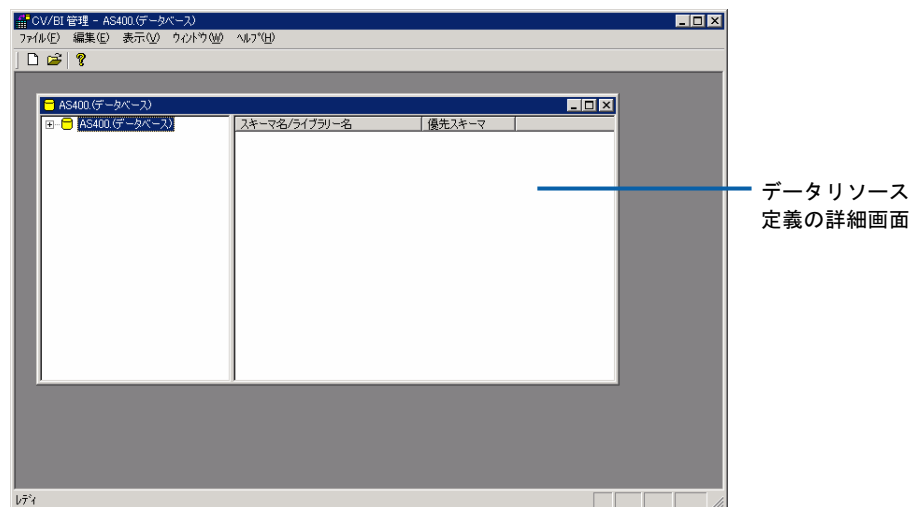 CV/BI 管理 - AS400.(データベース)
ファイル(F) 編集(E) 表示(V) ウィンドウ(W) ヘルプ(H)
AS400.(データベース)
AS400.(データベース) スキーマ名/ライブラリー名 優先スキーマ
データリソース
定義の詳細画面
レディ